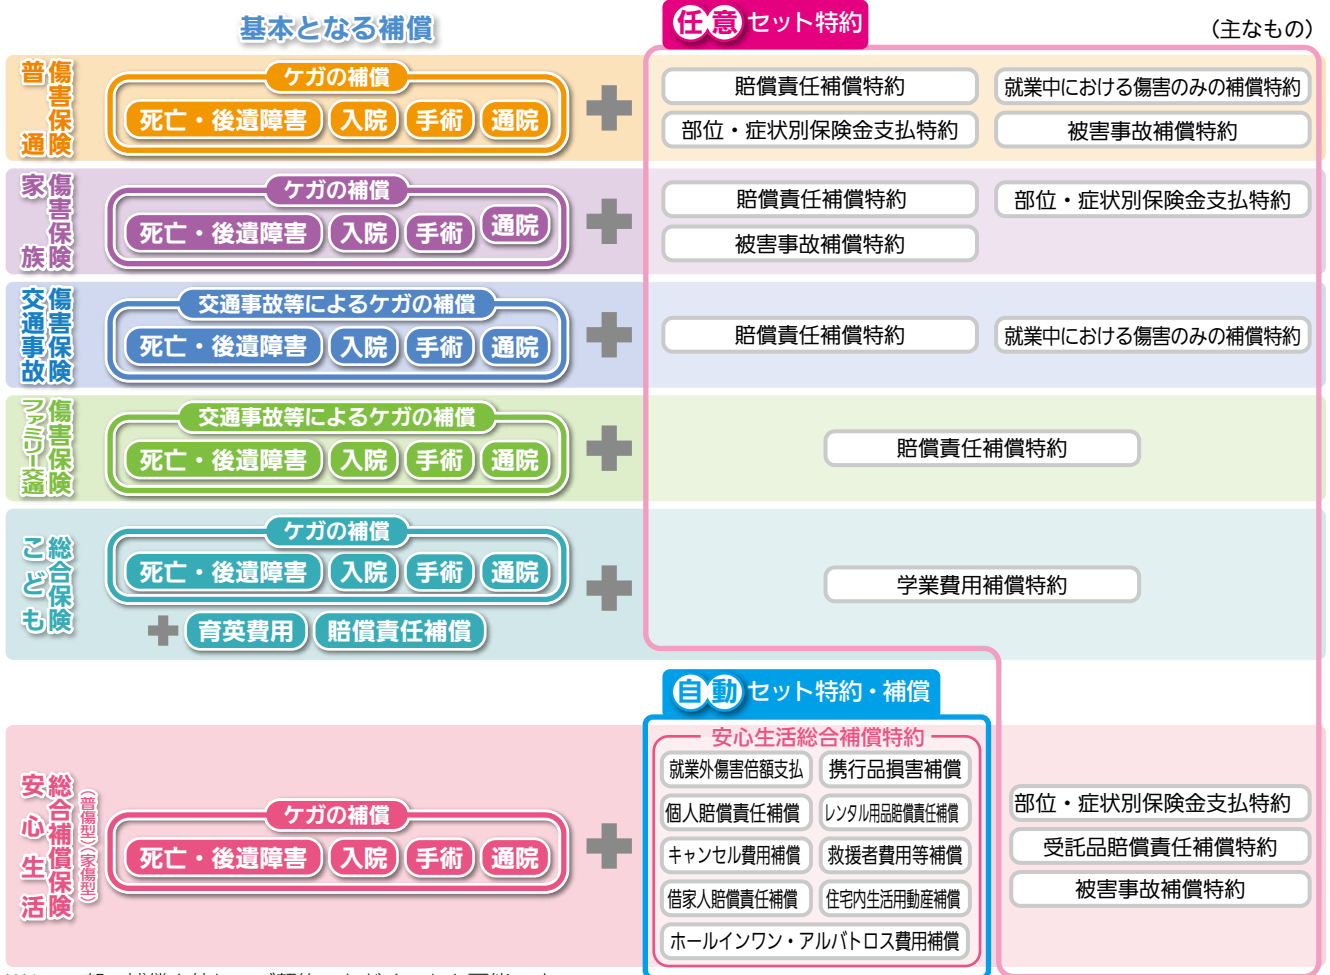 基本となる補償
任意セット特約
（主なもの）
普通傷害保険
ケガの補償
死亡・後遺障害 入院 手術 通院
賠償責任補償特約
就業中における傷害のみの補償特約
部位・症状別保険金支払特約
被害事故補償特約
家族傷害保険
ケガの補償
死亡・後遺障害 入院 手術 通院
賠償責任補償特約
部位・症状別保険金支払特約
被害事故補償特約
交通事故傷害保険
交通事故等によるケガの補償
死亡・後遺障害 入院 手術 通院
賠償責任補償特約
就業中における傷害のみの補償特約
ファミリー交通傷害保険
交通事故等によるケガの補償
死亡・後遺障害 入院 手術 通院
賠償責任補償特約
こども総合保険
ケガの補償
死亡・後遺障害 入院 手術 通院
育英費用 賠償責任補償
学業費用補償特約
自動セット特約・補償
安心生活総合補償保険
（普傷型）（家傷型）
ケガの補償
死亡・後遺障害 入院 手術 通院
安心生活総合補償特約
就業外傷害倍額支払 携行品損害補償
個人賠償責任補償 レンタル用品賠償責任補償
キャンセル費用補償 救援者費用等補償
借家人賠償責任補償 住宅内生活用動産補償
ホールインワン・アルバトロス費用補償
部位・症状別保険金支払特約
受託品賠償責任補償特約
被害事故補償特約